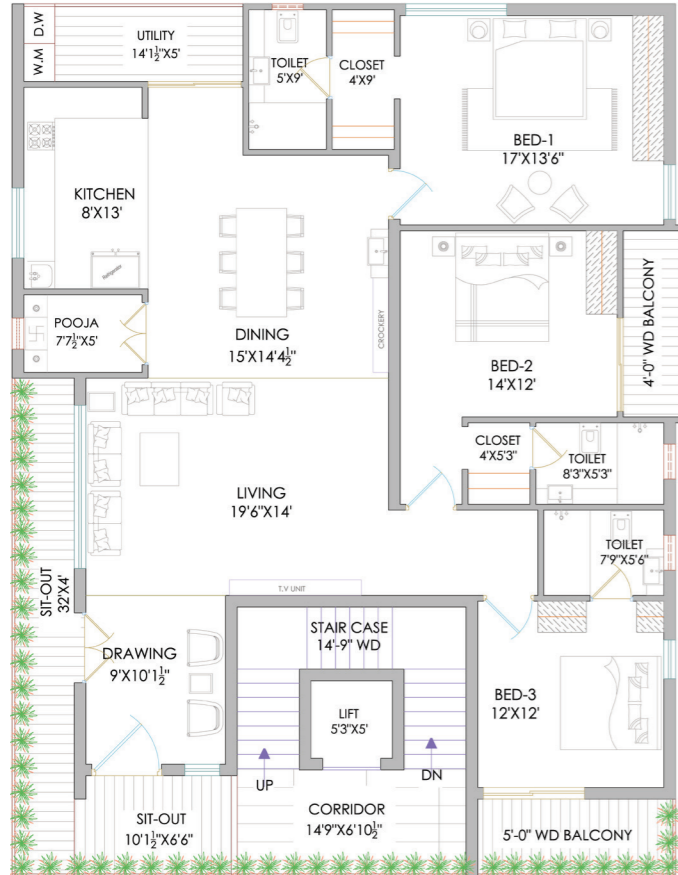 W.M D.W
UTILITY
14'1½"X5'
TOILET
5'X9'
CLOSET
4'X9'
BED-1
17'X13'6"
KITCHEN
8'X13'
Refrigerator
POOJA
7'7½"X5'
DINING
15'X14'4½"
CROCKERY
BED-2
14'X12'
4'-0" WD BALCONY
CLOSET
4'X5'3"
TOILET
8'3"X5'3"
LIVING
19'6"X14'
T.V UNIT
TOILET
7'9"X5'6"
SIT-OUT
32'X4'
DRAWING
9'X10'1½"
STAIR CASE
14'-9" WD
LIFT
5'3"X5'
UP
DN
BED-3
12'X12'
SIT-OUT
10'1½"X6'6"
CORRIDOR
14'9"X6'10½"
5'-0" WD BALCONY